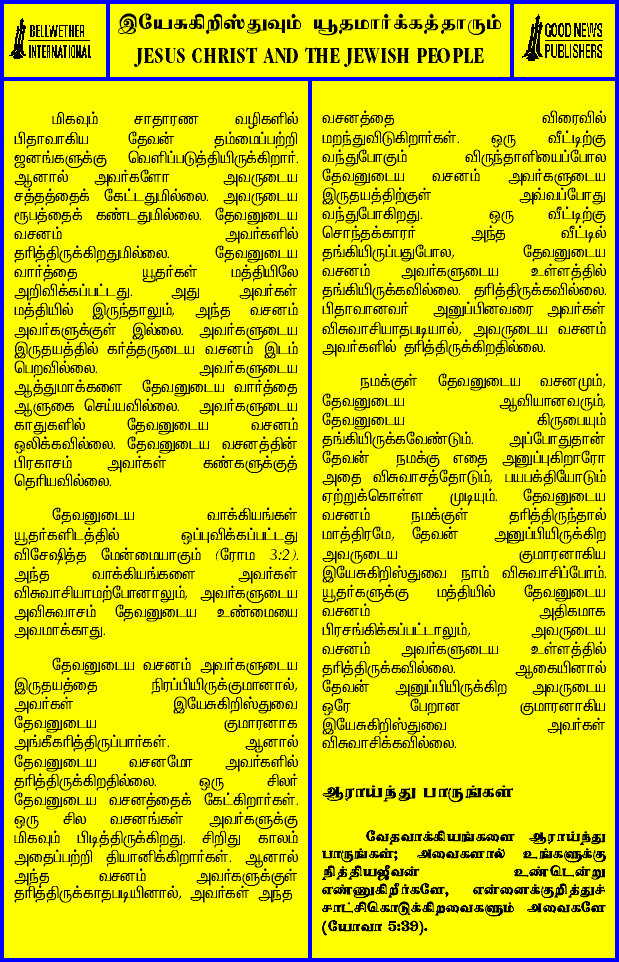 BELLWETHER
INTERNATIONAL
இயேசுகிறிஸ்துவும் யூதமார்க்கத்தாரும்
JESUS CHRIST AND THE JEWISH PEOPLE
GOOD NEWS
PUBLISHERS
மிகவும் சாதாரண வழிகளில்
பிதாவாகிய தேவன் தம்மைப்பற்றி
ஜனங்களுக்கு வெளிப்படுத்தியிருக்கிறார்.
ஆனால் அவர்களோ அவருடைய
சத்தத்தைக் கேட்டதுமில்லை. அவருடைய
ரூபத்தைக் கண்டதுமில்லை. தேவனுடைய
வசனம் அவர்களில்
தரித்திருக்கிறதுமில்லை. தேவனுடைய
வார்த்தை யூதர்கள் மத்தியிலே
அறிவிக்கப்பட்டது. அது அவர்கள்
மத்தியில் இருந்தாலும், அந்த வசனம்
அவர்களுக்குள் இல்லை. அவர்களுடைய
இருதயத்தில் கர்த்தருடைய வசனம் இடம்
பெறவில்லை. அவர்களுடைய
ஆத்துமாக்களை தேவனுடைய வார்த்தை
ஆளுகை செய்யவில்லை. அவர்களுடைய
காதுகளில் தேவனுடைய வசனம்
ஒலிக்கவில்லை. தேவனுடைய வசனத்தின்
பிரகாசம் அவர்கள் கண்களுக்குத்
தெரியவில்லை.
தேவனுடைய வாக்கியங்கள்
யூதர்களிடத்தில் ஒப்புவிக்கப்பட்டது
விசேஷித்த மேன்மையாகும் (ரோம 3:2).
அந்த வாக்கியங்களை அவர்கள்
விசுவாசியாமற்போனாலும், அவர்களுடைய
அவிசுவாசம் தேவனுடைய உண்மையை
அவமாக்காது.
தேவனுடைய வசனம் அவர்களுடைய
இருதயத்தை நிரப்பியிருக்குமானால்,
அவர்கள் இயேசுகிறிஸ்துவை
தேவனுடைய குமாரனாக
அங்கீகரித்திருப்பார்கள். ஆனால்
தேவனுடைய வசனமோ அவர்களில்
தரித்திருக்கிறதில்லை. ஒரு சிலர்
தேவனுடைய வசனத்தைக் கேட்கிறார்கள்.
ஒரு சில வசனங்கள் அவர்களுக்கு
மிகவும் பிடித்திருக்கிறது. சிறிது காலம்
அதைப்பற்றி தியானிக்கிறார்கள். ஆனால்
அந்த வசனம் அவர்களுக்குள்
தரித்திருக்காதபடியினால், அவர்கள் அந்த
வசனத்தை விரைவில்
மறந்துவிடுகிறார்கள். ஒரு வீட்டிற்கு
வந்துபோகும் விருந்தாளியைப்போல
தேவனுடைய வசனம் அவர்களுடைய
இருதயத்திற்குள் அவ்வப்போது
வந்துபோகிறது. ஒரு வீட்டிற்கு
சொந்தக்காரர் அந்த வீட்டில்
தங்கியிருப்பதுபோல, தேவனுடைய
வசனம் அவர்களுடைய உள்ளத்தில்
தங்கியிருக்கவில்லை. தரித்திருக்கவில்லை.
பிதாவானவர் அனுப்பினவரை அவர்கள்
விசுவாசியாதபடியால், அவருடைய வசனம்
அவர்களில் தரித்திருக்கிறதில்லை.
நமக்குள் தேவனுடைய வசனமும்,
தேவனுடைய ஆவியானவரும்,
தேவனுடைய கிருபையும்
தங்கியிருக்கவேண்டும். அப்போதுதான்
தேவன் நமக்கு எதை அனுப்புகிறாரோ
அதை விசுவாசத்தோடும், பயபக்தியோடும்
ஏற்றுக்கொள்ள முடியும். தேவனுடைய
வசனம் நமக்குள் தரித்திருந்தால்
மாத்திரமே, தேவன் அனுப்பியிருக்கிற
அவருடைய குமாரனாகிய
இயேசுகிறிஸ்துவை நாம் விசுவாசிப்போம்.
யூதர்களுக்கு மத்தியில் தேவனுடைய
வசனம் அதிகமாக
பிரசங்கிக்கப்பட்டாலும், அவருடைய
வசனம் அவர்களுடைய உள்ளத்தில்
தரித்திருக்கவில்லை. ஆகையினால்
தேவன் அனுப்பியிருக்கிற அவருடைய
ஒரே பேறான குமாரனாகிய
இயேசுகிறிஸ்துவை அவர்கள்
விசுவாசிக்கவில்லை.
ஆராய்ந்து பாருங்கள்
வேதவாக்கியங்களை ஆராய்ந்து
பாருங்கள்; அவைகளால் உங்களுக்கு
நித்தியஜீவன் உண்டென்று
எண்ணுகிறீர்களே, என்னைக்குறித்துச்
சாட்சிகொடுக்கிறவைகளும் அவைகளே
(யோவா 5:39).